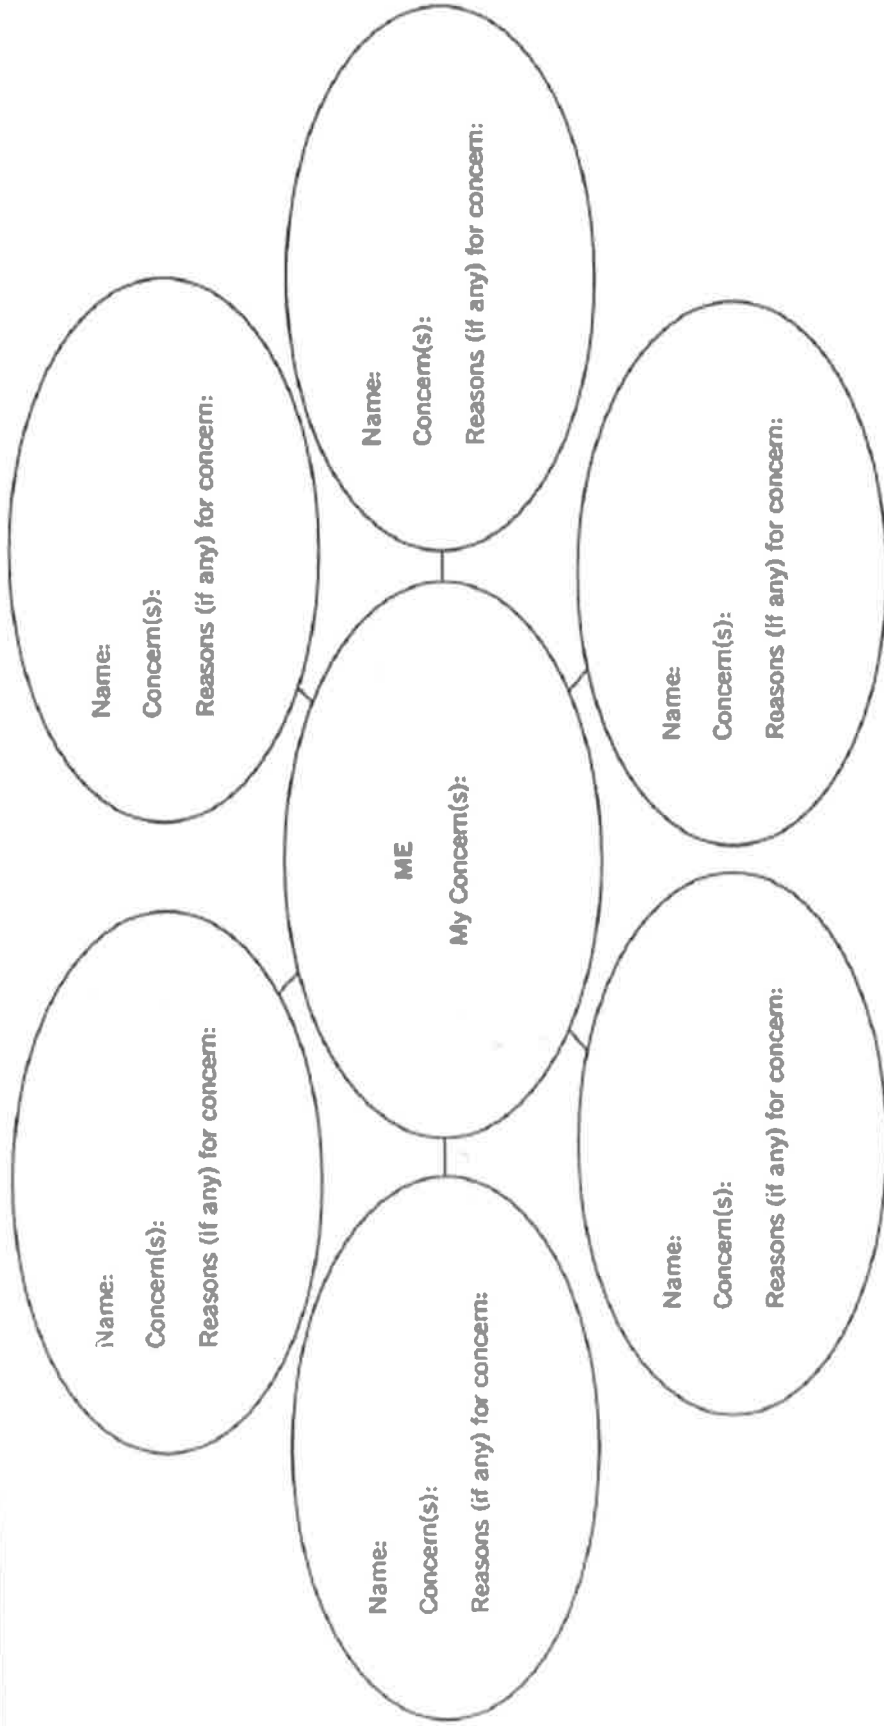 Name:
Concern(s):
Reasons (if any) for concern:
Name:
Concern(s):
Reasons (if any) for concern:
Name:
Concern(s):
Reasons (if any) for concern:
ME
My Concern(s):
Name:
Concern(s):
Reasons (if any) for concern:
Name:
Concern(s):
Reasons (if any) for concern:
Name:
Concern(s):
Reasons (if any) for concern: